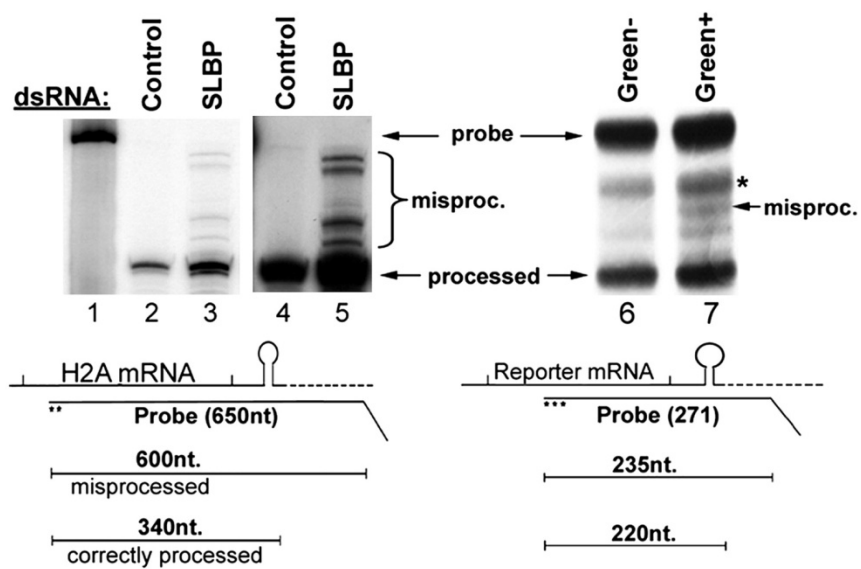 dsRNA: Control SLBP Control SLBP Green- Green+
probe
misproc.
*
misproc.
processed
1 2 3 4 5 6 7
H2A mRNA
** Probe (650nt)
600nt.
misprocessed
340nt.
correctly processed
Reporter mRNA
*** Probe (271)
235nt.
220nt.